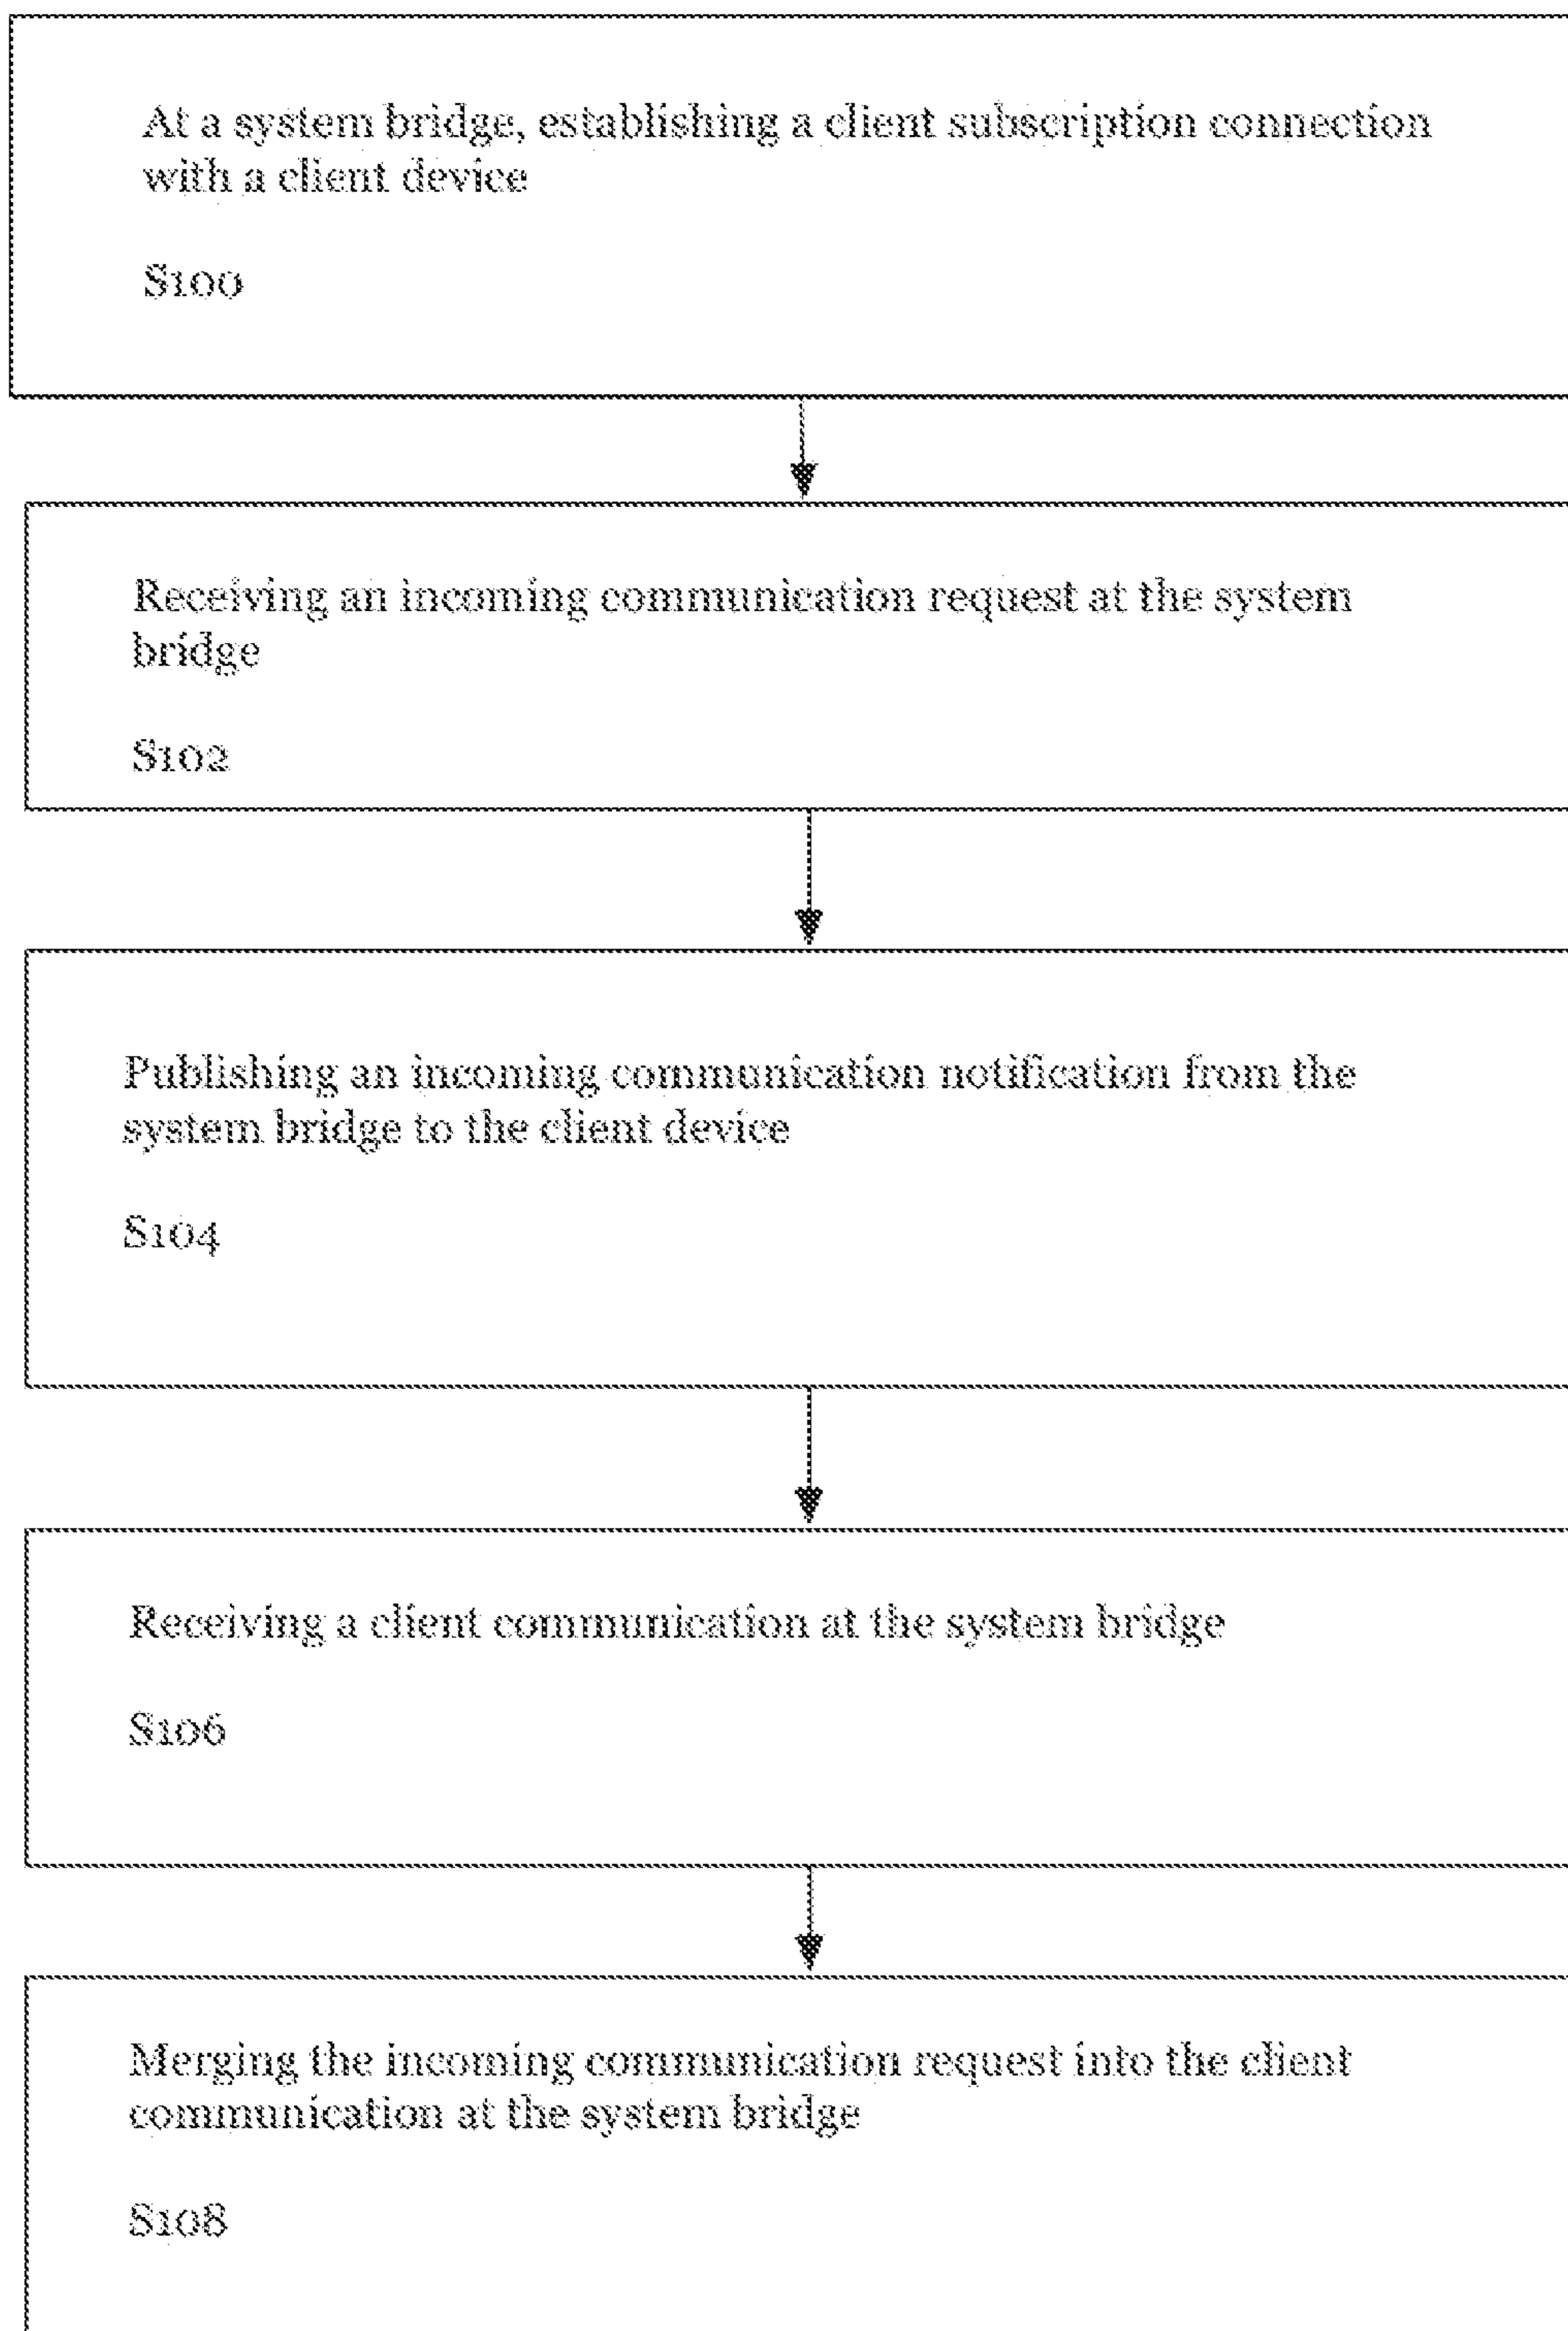 At a system bridge, establishing a client subscription connection
with a client device
S100
Receiving an incoming communication request at the system
bridge
S102
Publishing an incoming communication notification from the
system bridge to the client device
S104
Receiving a client communication at the system bridge
S106
Merging the incoming communication request into the client
communication at the system bridge
S108